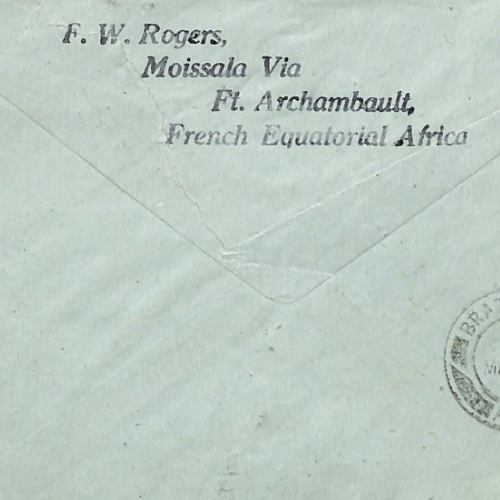 F. W. Rogers,
Moissala Via
Ft. Archambault,
French Equatorial Africa